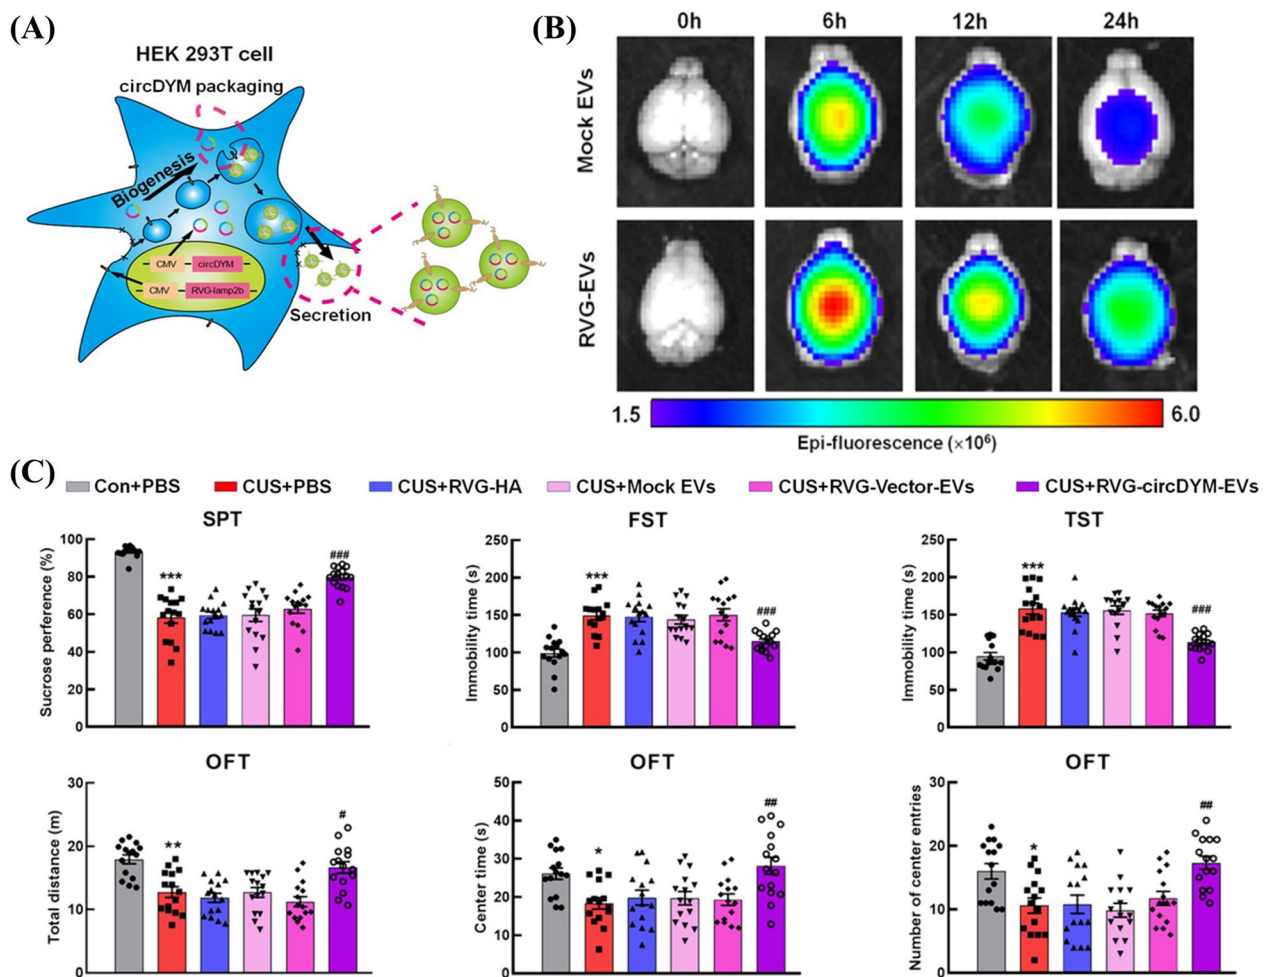 (A)
HEK 293T cell
circDYM packaging
Biogenesis
CMV
circDYM
CMV
RVG-lamp2b
Secretion
(B)
0h 6h 12h 24h
Mock EVs
RVG-EVs
1.5 6.0
Epi-fluorescence (×10⁶)
(C)
Con+PBS CUS+PBS CUS+RVG-HA CUS+Mock EVs CUS+RVG-Vector-EVs CUS+RVG-circDYM-EVs
SPT
Sucrose perference (%)
100
80
60
40
20
0
***
###
FST
Immobility time (s)
250
200
150
100
50
0
***
###
TST
Immobility time (s)
250
200
150
100
50
0
***
###
OFT
Total distance (m)
30
20
10
0
**
#
OFT
Center time (s)
50
40
30
20
10
0
*
##
OFT
Number of center entries
30
20
10
0
*
##